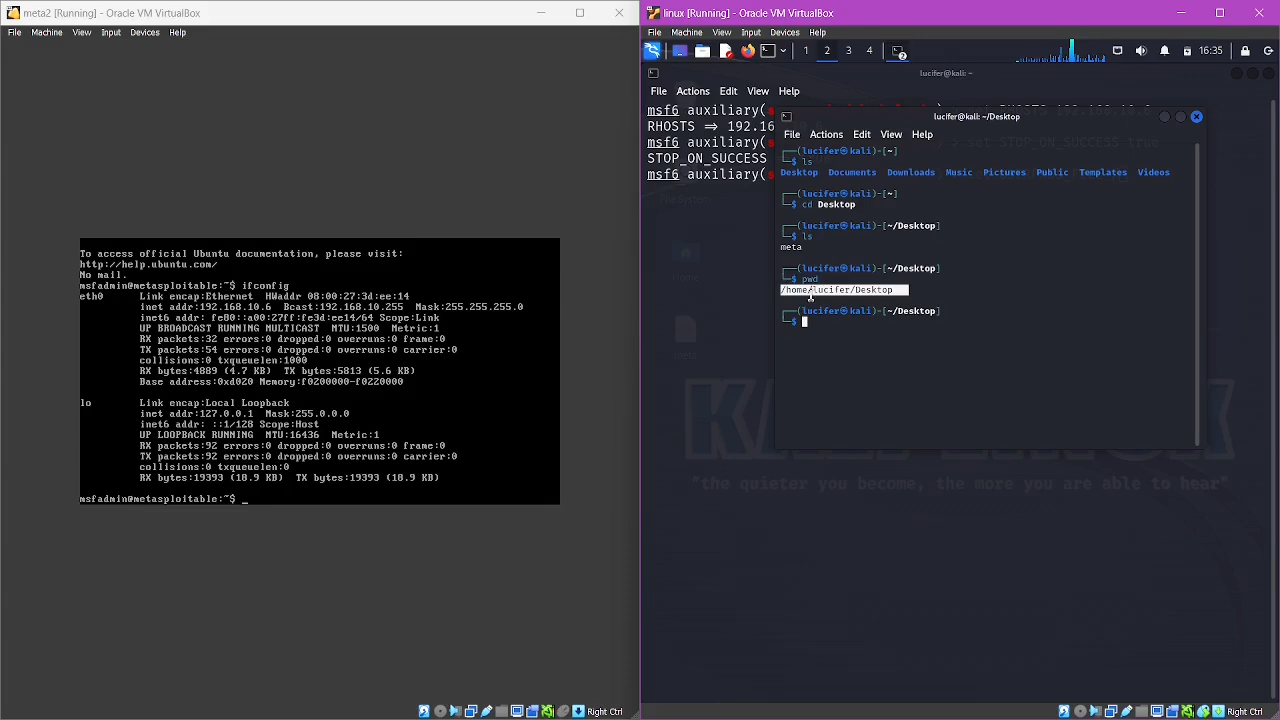 meta2 [Running] - Oracle VM VirtualBox
File Machine View Input Devices Help
To access official Ubuntu documentation, please visit:
http://help.ubuntu.com/
No mail.
msfadmin@metasploitable:~$ ifconfig
eth0 Link encap:Ethernet HWaddr 08:00:27:3d:ee:14
inet addr:192.168.10.6 Bcast:192.168.10.255 Mask:255.255.255.0
inet6 addr: fe80::a00:27ff:fe3d:ee14/64 Scope:Link
UP BROADCAST RUNNING MULTICAST MTU:1500 Metric:1
RX packets:32 errors:0 dropped:0 overruns:0 frame:0
TX packets:54 errors:0 dropped:0 overruns:0 carrier:0
collisions:0 txqueuelen:1000
RX bytes:4889 (4.7 KB) TX bytes:5813 (5.6 KB)
Base address:0xd020 Memory:f0200000-f0220000
lo Link encap:Local Loopback
inet addr:127.0.0.1 Mask:255.0.0.0
inet6 addr: ::1/128 Scope:Host
UP LOOPBACK RUNNING MTU:16436 Metric:1
RX packets:92 errors:0 dropped:0 overruns:0 frame:0
TX packets:92 errors:0 dropped:0 overruns:0 carrier:0
collisions:0 txqueuelen:0
RX bytes:19393 (18.9 KB) TX bytes:19393 (18.9 KB)
msfadmin@metasploitable:~$ _
Right Ctrl
linux [Running] - Oracle VM VirtualBox
File Machine View Input Devices Help
1 2 3 4 2 16:35
lucifer@kali: ~
File Actions Edit View Help
msf6 auxiliary(
RHOSTS ⇒ 192.16
msf6 auxiliary( > set STOP_ON_SUCCESS true
STOP_ON_SUCCESS
msf6 auxiliary(
lucifer@kali: ~/Desktop
File Actions Edit View Help
┌──(lucifer㉿kali)-[~]
└─$ ls
Desktop Documents Downloads Music Pictures Public Templates Videos
┌──(lucifer㉿kali)-[~]
└─$ cd Desktop
┌──(lucifer㉿kali)-[~/Desktop]
└─$ ls
meta
┌──(lucifer㉿kali)-[~/Desktop]
└─$ pwd
/home/lucifer/Desktop
┌──(lucifer㉿kali)-[~/Desktop]
└─$
File System
Home
"the quieter you become, the more you are able to hear"
Right Ctrl